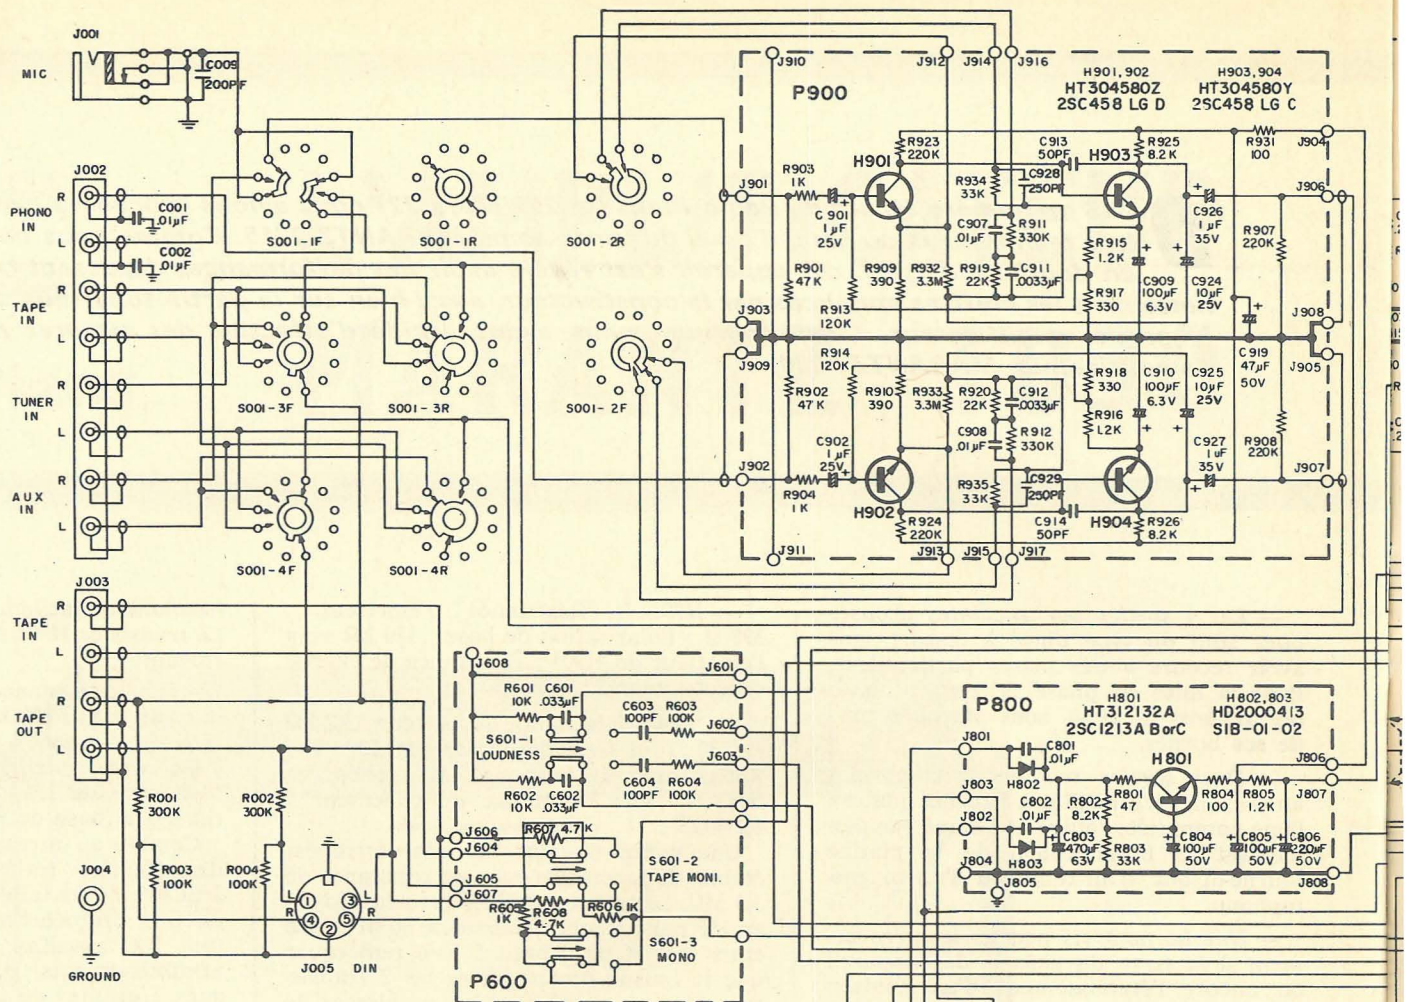 J001
MIC
C009
200PF
J002
R
PHONO IN
L
C001
.01µF
C002
.01µF
R
TAPE IN
L
R
TUNER IN
L
R
AUX IN
L
S001-1F
S001-1R
S001-2R
S001-3F
S001-3R
S001-2F
S001-4F
S001-4R
J003
R
TAPE IN
L
R
TAPE OUT
L
R001
300K
R002
300K
R003
100K
R004
100K
J004
GROUND
L
R
1
4
2
3
5
L
R
J005 DIN
J910
J912
J914
J916
P900
H901,902
HT304580Z
2SC458 LG D
H903,904
HT304580Y
2SC458 LG C
J901
R903
1K
C901
1µF
25V
H901
R923
220K
R934
33K
C913
50PF
C928
250PF
H903
R925
8.2K
R931
100
J904
J906
C926
1µF
35V
R907
220K
C907
.01µF
R911
330K
R915
1.2K
R901
47K
R909
390
R932
3.3M
R919
22K
C911
.0033µF
R917
330
C909
100µF
6.3V
C924
10µF
25V
R913
120K
J903
J909
J908
J905
C919
47µF
50V
R914
120K
R902
47K
R910
390
R933
3.3M
R920
22K
C912
.0033µF
R918
330
C910
100µF
6.3V
C925
10µF
25V
R916
1.2K
C908
.01µF
R912
330K
C902
1µF
25V
C927
1µF
35V
R908
220K
J902
J907
R904
1K
H902
R935
33K
C929
250PF
H904
R924
220K
C914
50PF
R926
8.2K
J911
J913
J915
J917
J608
J601
R601
10K
C601
.033µF
C603
100PF
R603
100K
J602
S601-1
LOUDNESS
J603
R602
10K
C602
.033µF
C604
100PF
R604
100K
J606
R607 4.7K
J604
S601-2
TAPE MONI.
J605
J607
R605
1K
R608
4.7K
R606 1K
S601-3
MONO
P600
P800
H801
HT312132A
2SC1213A BorC
H802,803
HD2000413
SIB-01-02
J801
C801
.01µF
H802
H801
J806
J803
R801
47
R804
100
R805
1.2K
J807
J802
C802
.01µF
R802
8.2K
H803
C803
470µF
63V
R803
33K
C804
100µF
50V
C805
100µF
50V
C806
220µF
50V
J804
J805
J808